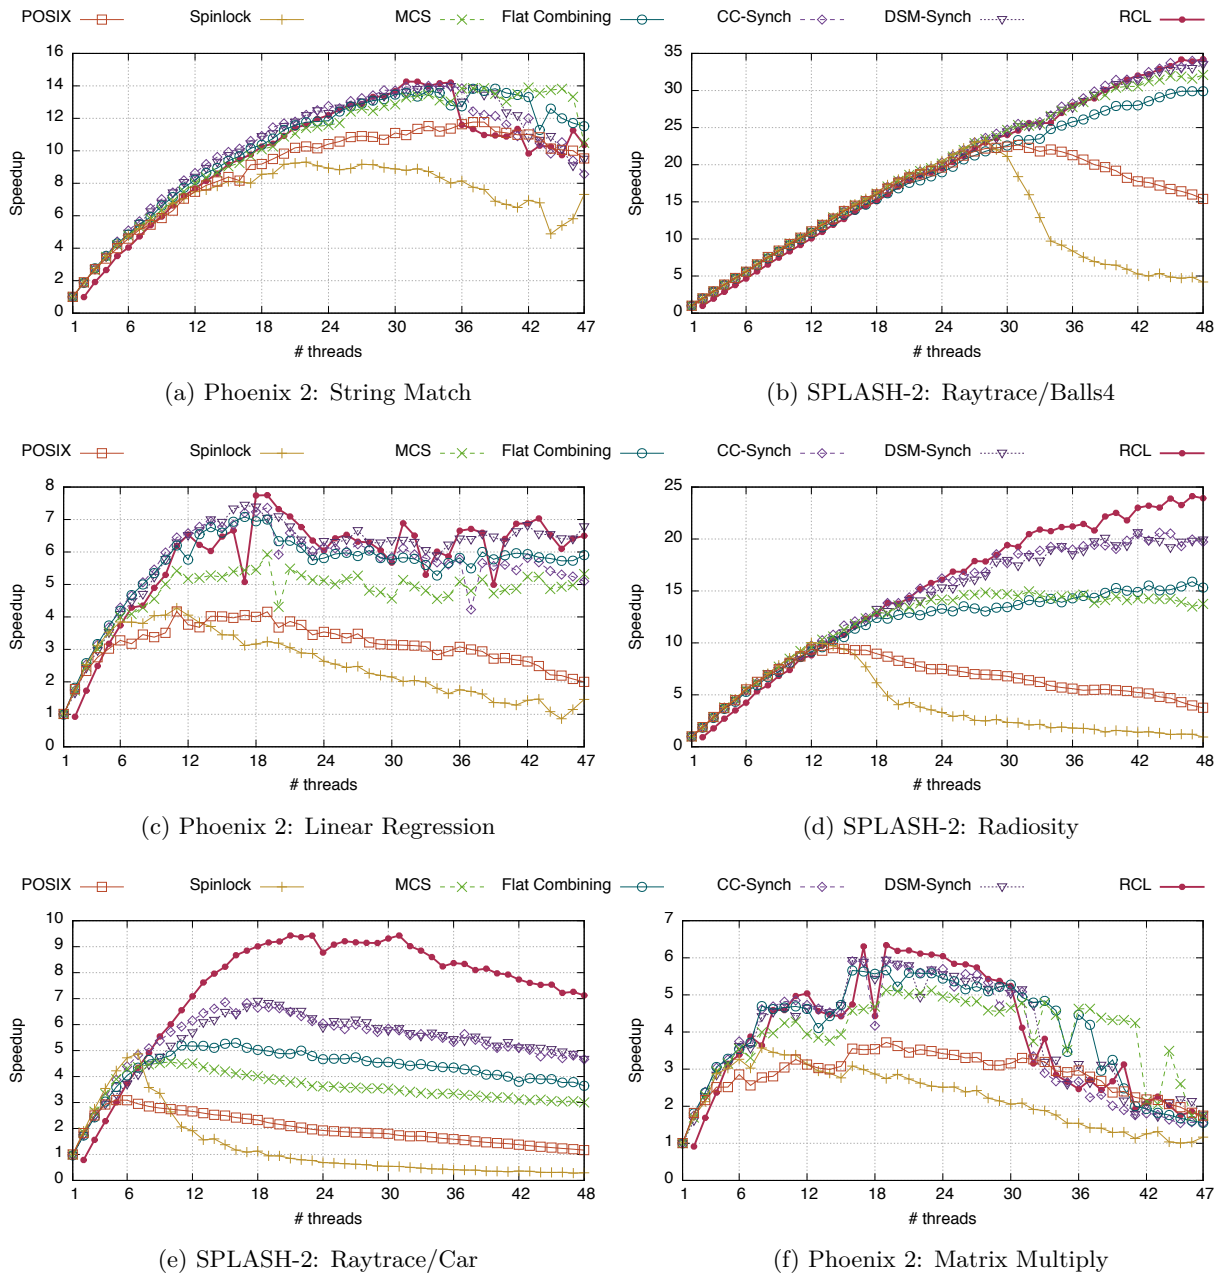 POSIX Spinlock MCS Flat Combining CC-Synch DSM-Synch RCL
16
14
12
10
8
6
4
2
0
Speedup
1 6 12 18 24 30 36 42 47
# threads
(a) Phoenix 2: String Match
35
30
25
20
15
10
5
0
Speedup
1 6 12 18 24 30 36 42 48
# threads
(b) SPLASH-2: Raytrace/Balls4
POSIX Spinlock MCS Flat Combining CC-Synch DSM-Synch RCL
8
7
6
5
4
3
2
1
0
Speedup
1 6 12 18 24 30 36 42 47
# threads
(c) Phoenix 2: Linear Regression
25
20
15
10
5
0
Speedup
1 6 12 18 24 30 36 42 48
# threads
(d) SPLASH-2: Radiosity
POSIX Spinlock MCS Flat Combining CC-Synch DSM-Synch RCL
10
9
8
7
6
5
4
3
2
1
0
Speedup
1 6 12 18 24 30 36 42 48
# threads
(e) SPLASH-2: Raytrace/Car
7
6
5
4
3
2
1
0
Speedup
1 6 12 18 24 30 36 42 47
# threads
(f) Phoenix 2: Matrix Multiply